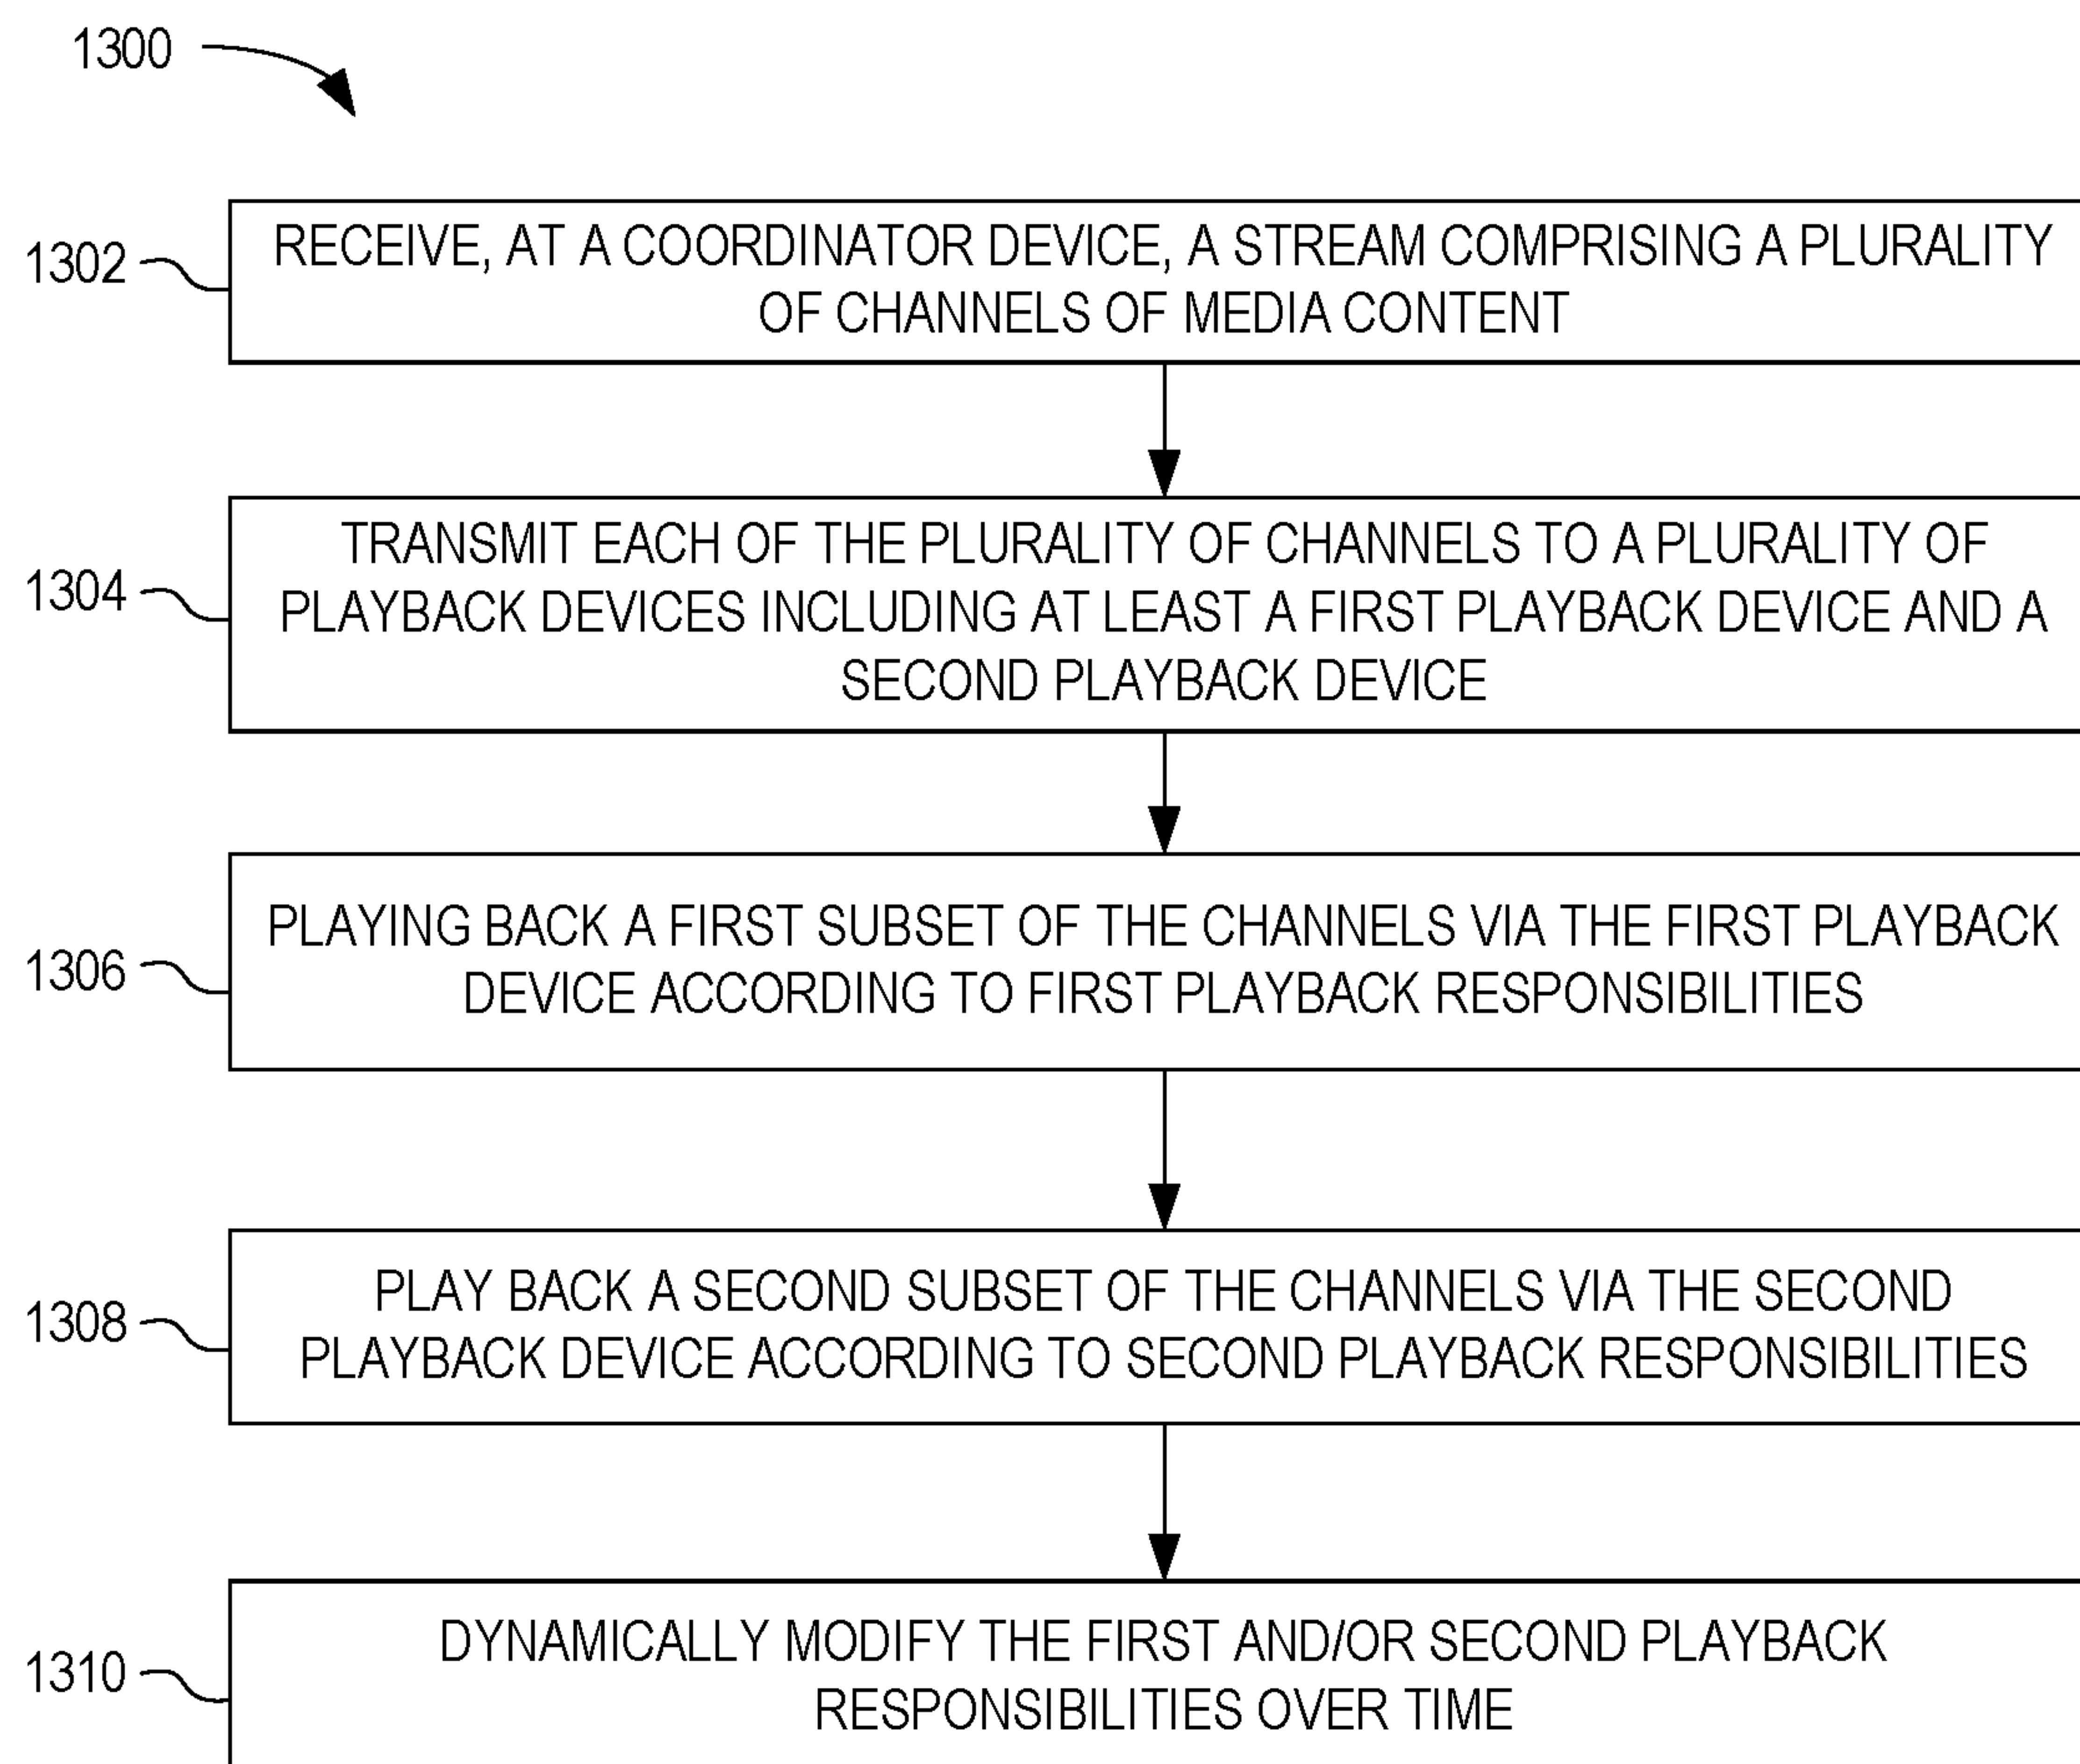 1300
1302
RECEIVE, AT A COORDINATOR DEVICE, A STREAM COMPRISING A PLURALITY
OF CHANNELS OF MEDIA CONTENT
1304
TRANSMIT EACH OF THE PLURALITY OF CHANNELS TO A PLURALITY OF
PLAYBACK DEVICES INCLUDING AT LEAST A FIRST PLAYBACK DEVICE AND A
SECOND PLAYBACK DEVICE
1306
PLAYING BACK A FIRST SUBSET OF THE CHANNELS VIA THE FIRST PLAYBACK
DEVICE ACCORDING TO FIRST PLAYBACK RESPONSIBILITIES
1308
PLAY BACK A SECOND SUBSET OF THE CHANNELS VIA THE SECOND
PLAYBACK DEVICE ACCORDING TO SECOND PLAYBACK RESPONSIBILITIES
1310
DYNAMICALLY MODIFY THE FIRST AND/OR SECOND PLAYBACK
RESPONSIBILITIES OVER TIME